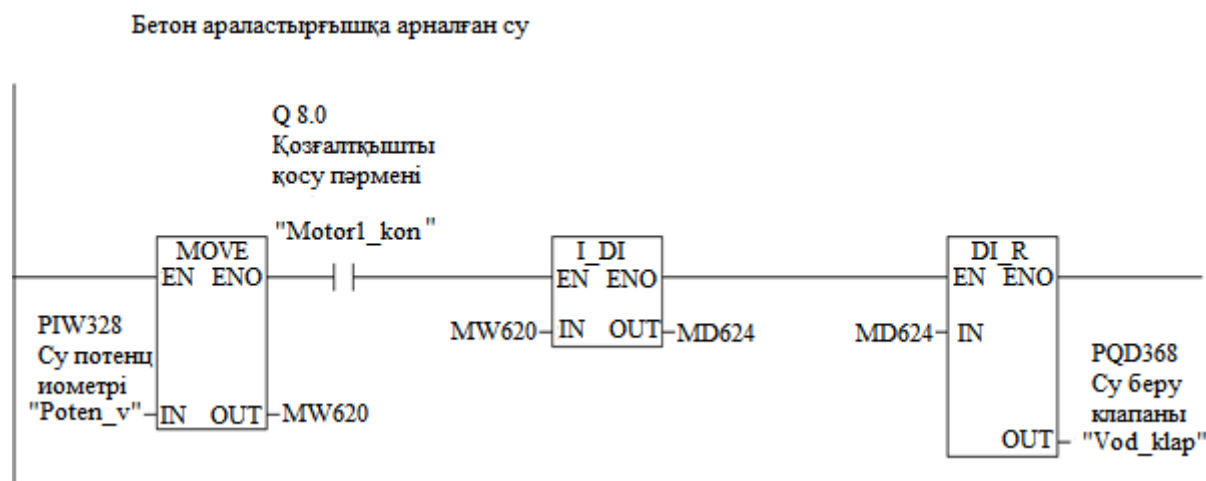 Бетон араластырғышқа арналған су
Q 8.0
Қозғалтқышты
қосу пәрмені
"Motor1_kon"
MOVE
EN ENO
I_DI
EN ENO
DI_R
EN ENO
PIW328
Су потенц
иометрі
"Poten_v"
IN OUT
MW620
MW620
IN OUT
MD624
MD624
IN
PQD368
Су беру
клапаны
OUT
"Vod_klap"